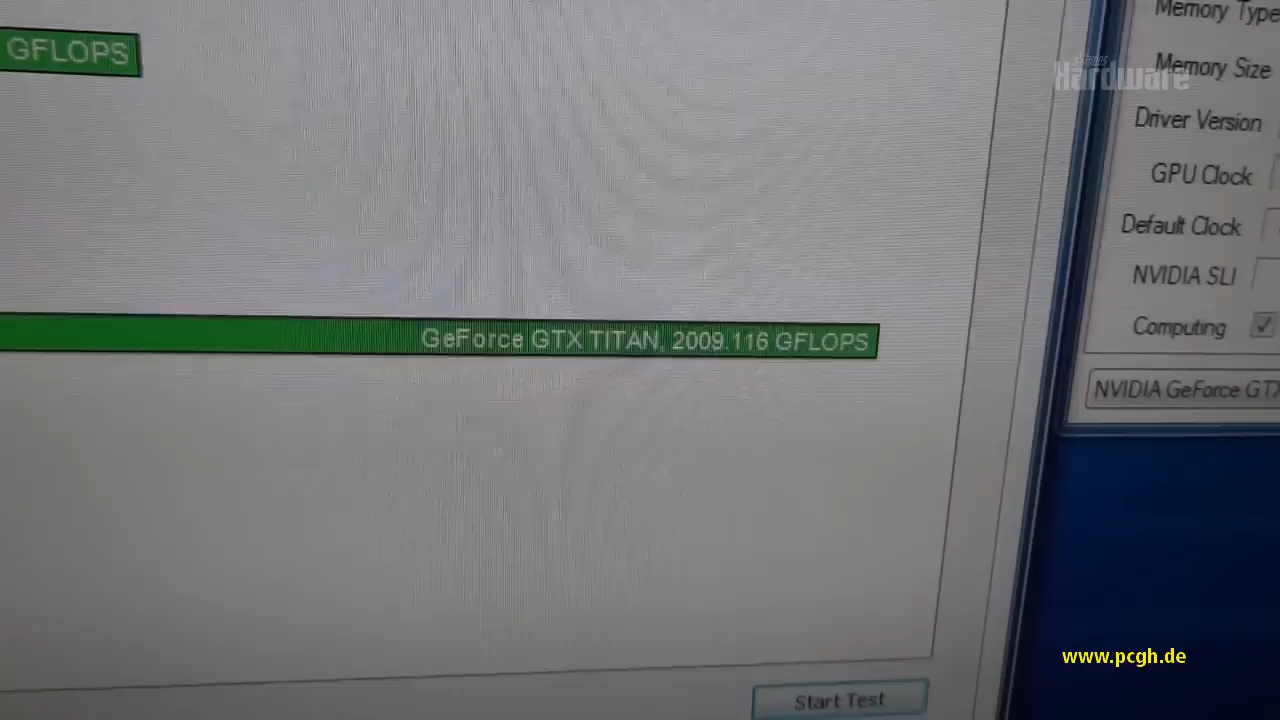 GFLOPS
GeForce GTX TITAN, 2009.116 GFLOPS
Start Test
Memory Type
Memory Size
Driver Version
GPU Clock
Default Clock
NVIDIA SLI
Computing
NVIDIA GeForce GTX
Hardware
www.pcgh.de